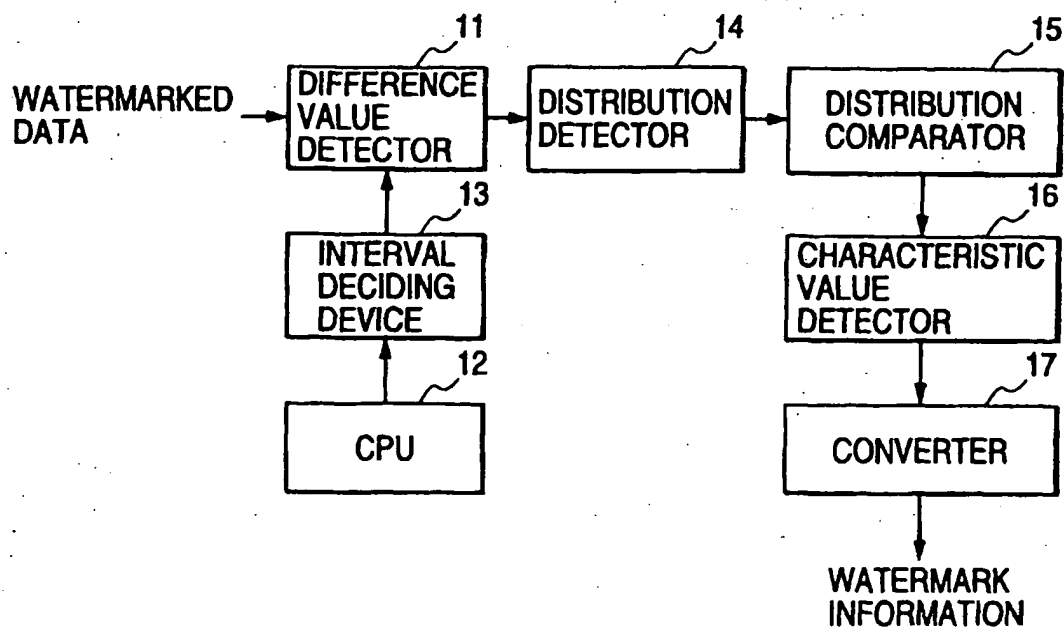 11
14
15
WATERMARKED
DATA
DIFFERENCE
VALUE
DETECTOR
DISTRIBUTION
DETECTOR
DISTRIBUTION
COMPARATOR
13
16
INTERVAL
DECIDING
DEVICE
CHARACTERISTIC
VALUE
DETECTOR
12
17
CPU
CONVERTER
WATERMARK
INFORMATION